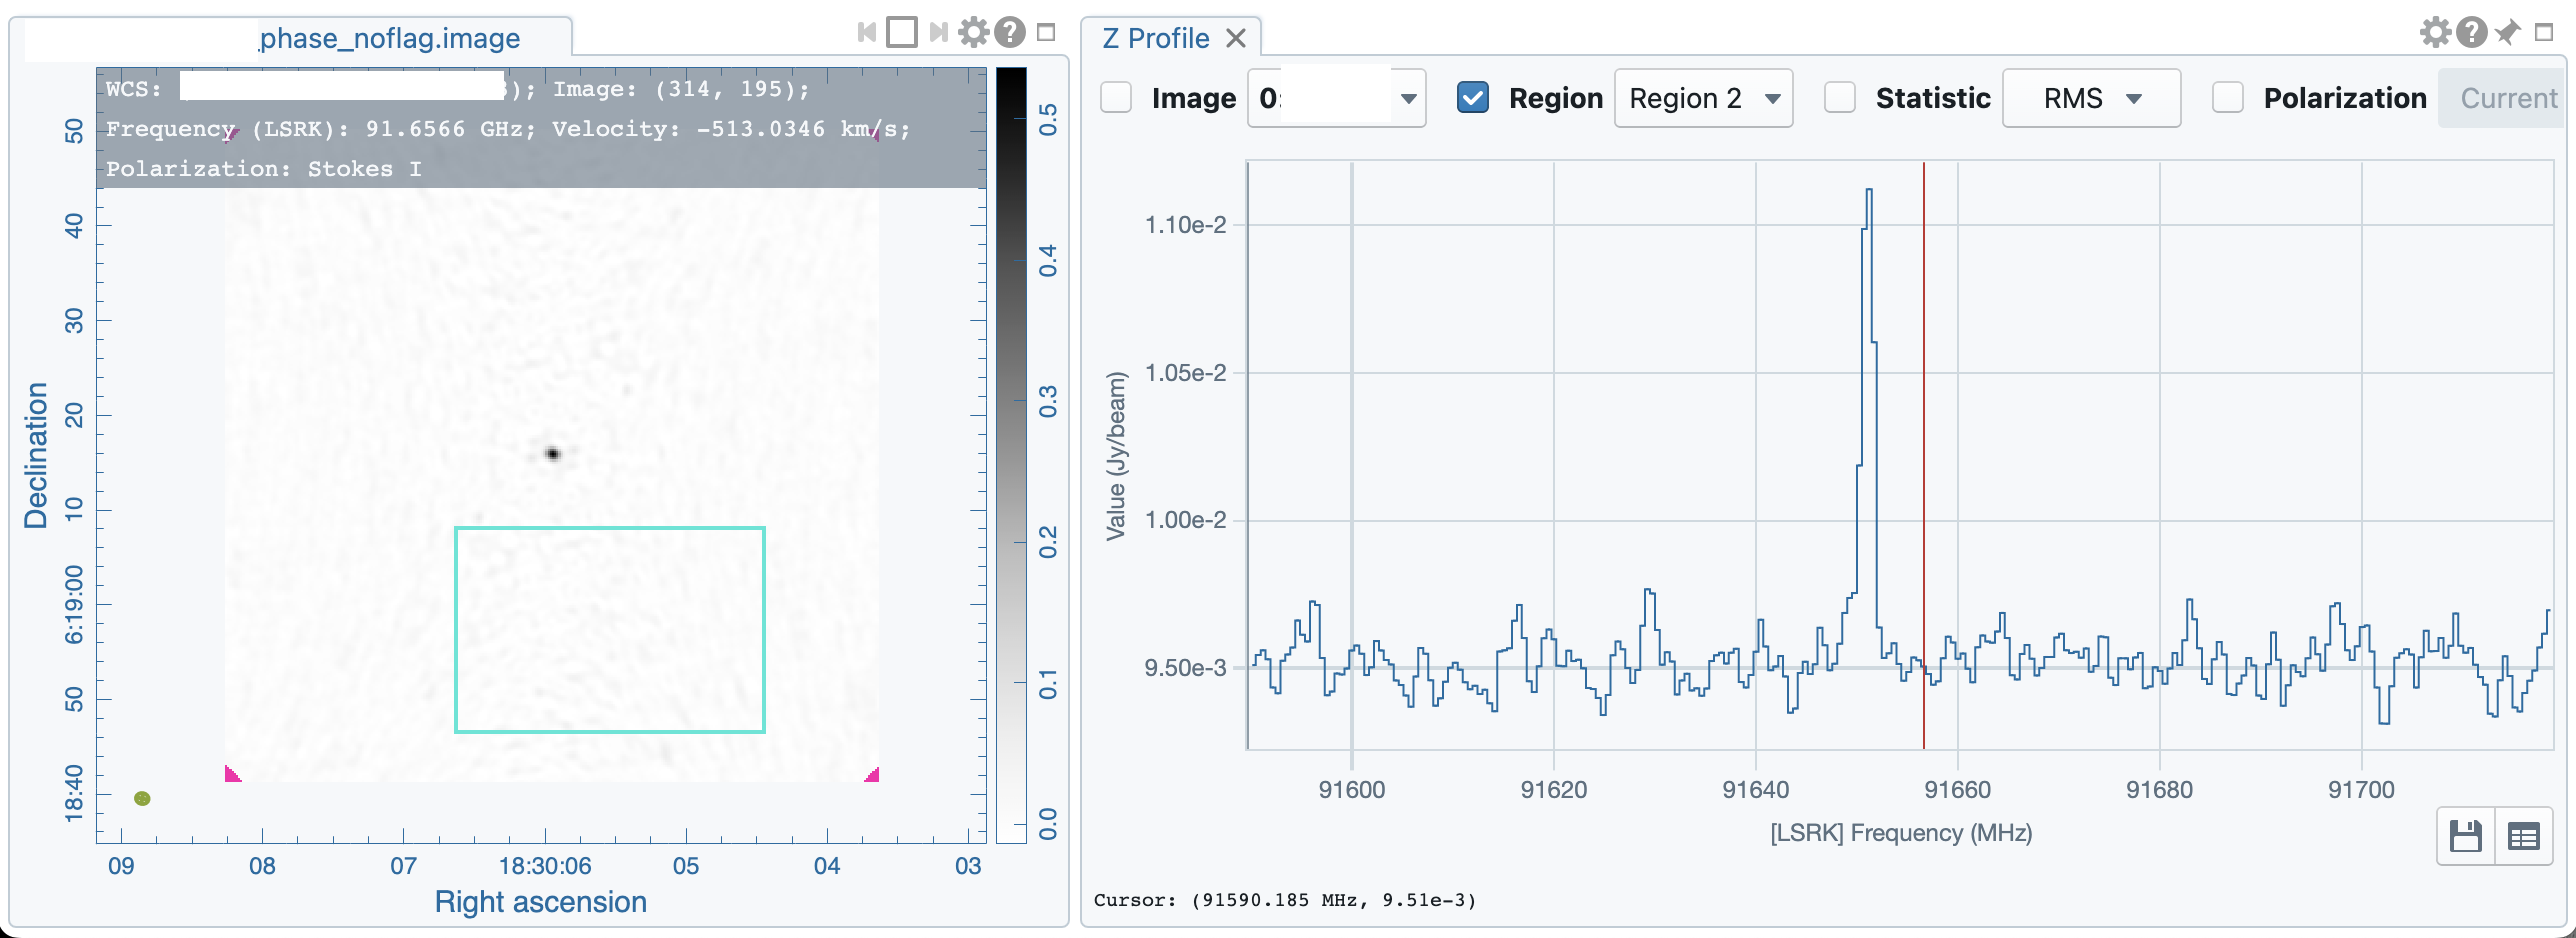 phase_noflag.image
WCS: ); Image: (314, 195);
Frequency (LSRK): 91.6566 GHz; Velocity: -513.0346 km/s;
Polarization: Stokes I
50
40
30
20
10
6:19:00
50
18:40
Declination
09 08 07 18:30:06 05 04 03
Right ascension
0.5
0.4
0.3
0.2
0.1
0.0
Z Profile
Image 0: Region Region 2 Statistic RMS Polarization Current
1.10e-2
1.05e-2
1.00e-2
9.50e-3
Value (Jy/beam)
91600 91620 91640 91660 91680 91700
[LSRK] Frequency (MHz)
Cursor: (91590.185 MHz, 9.51e-3)